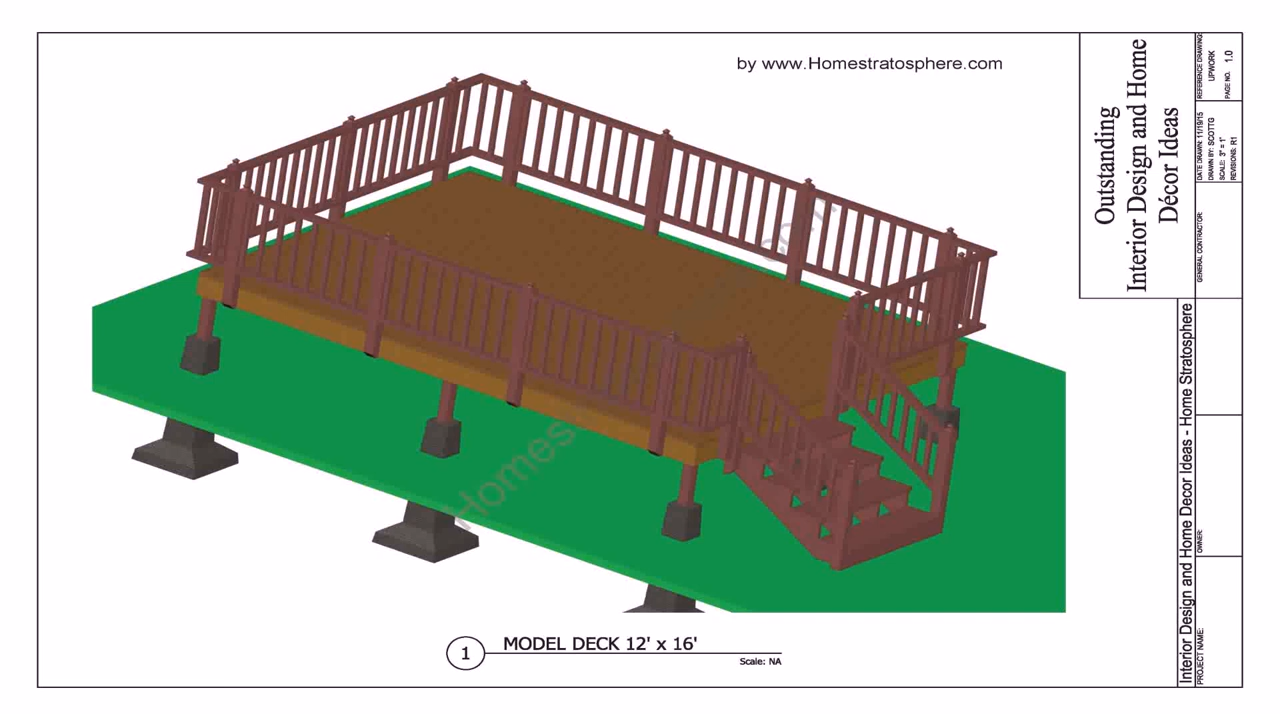 by www.Homestratosphere.com
Outstanding
Interior Design and Home
Décor Ideas
REFERENCE DRAWING:
UPWORK
PAGE NO. 1.0
DATE DRAWN: 11/19/15
DRAWN BY: SCOTTG
SCALE: 3" = 1'
REVISIONS: R1
GENERAL CONTRACTOR:
Interior Design and Home Decor Ideas - Home Stratosphere
OWNER:
PROJECT NAME:
1
MODEL DECK 12' x 16'
Scale: NA